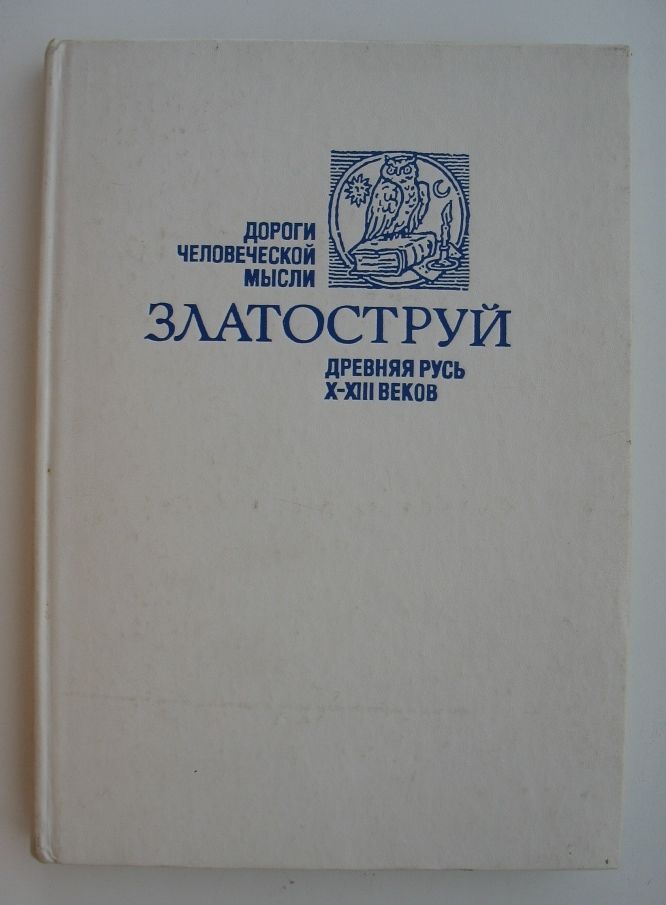 ДОРОГИ
ЧЕЛОВЕЧЕСКОЙ
МЫСЛИ
ЗЛАТОСТРУЙ
ДРЕВНЯЯ РУСЬ
X-XIII ВЕКОВ